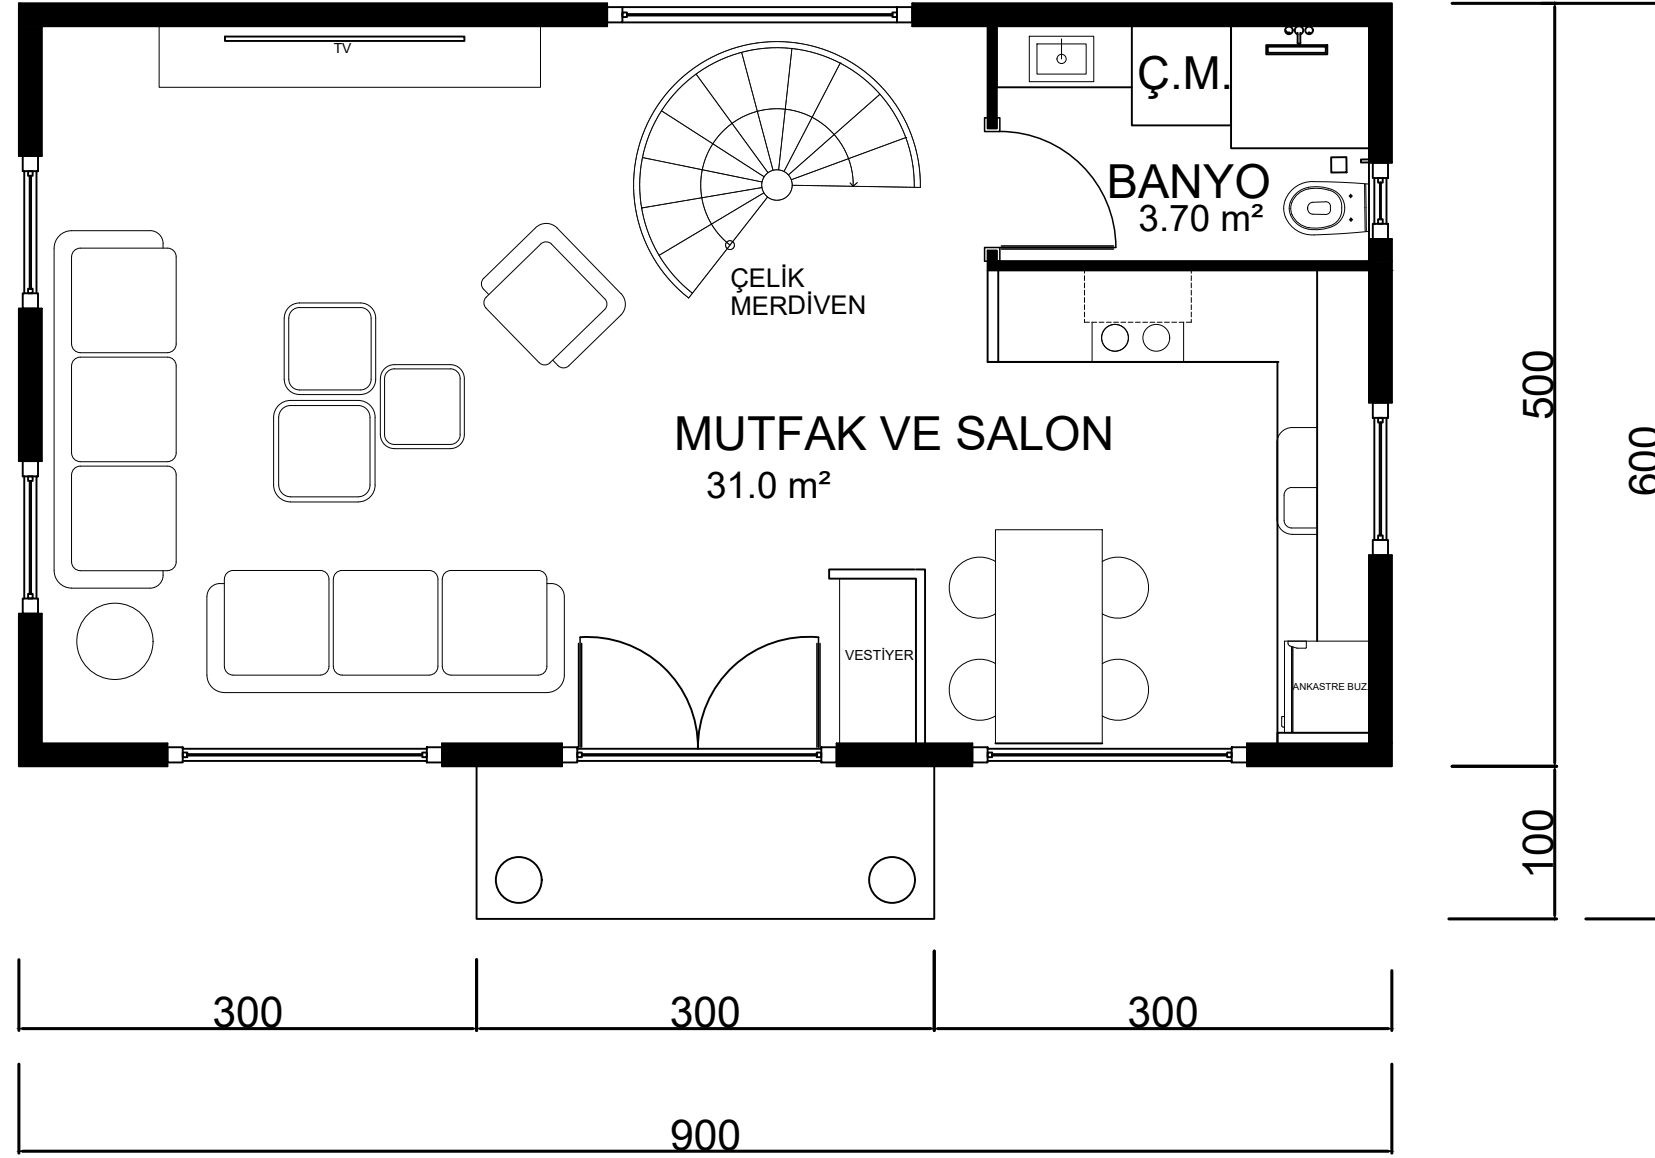 TV
Ç.M.
BANYO
3.70 m²
ÇELİK
MERDİVEN
MUTFAK VE SALON
31.0 m²
VESTİYER
ANKASTRE BUZ.
500
600
100
300
300
300
900